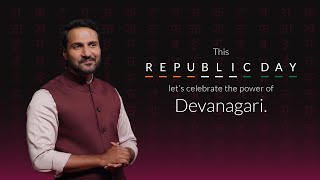 This
REPUBLIC DAY
let's celebrate the power of
Devanagari.